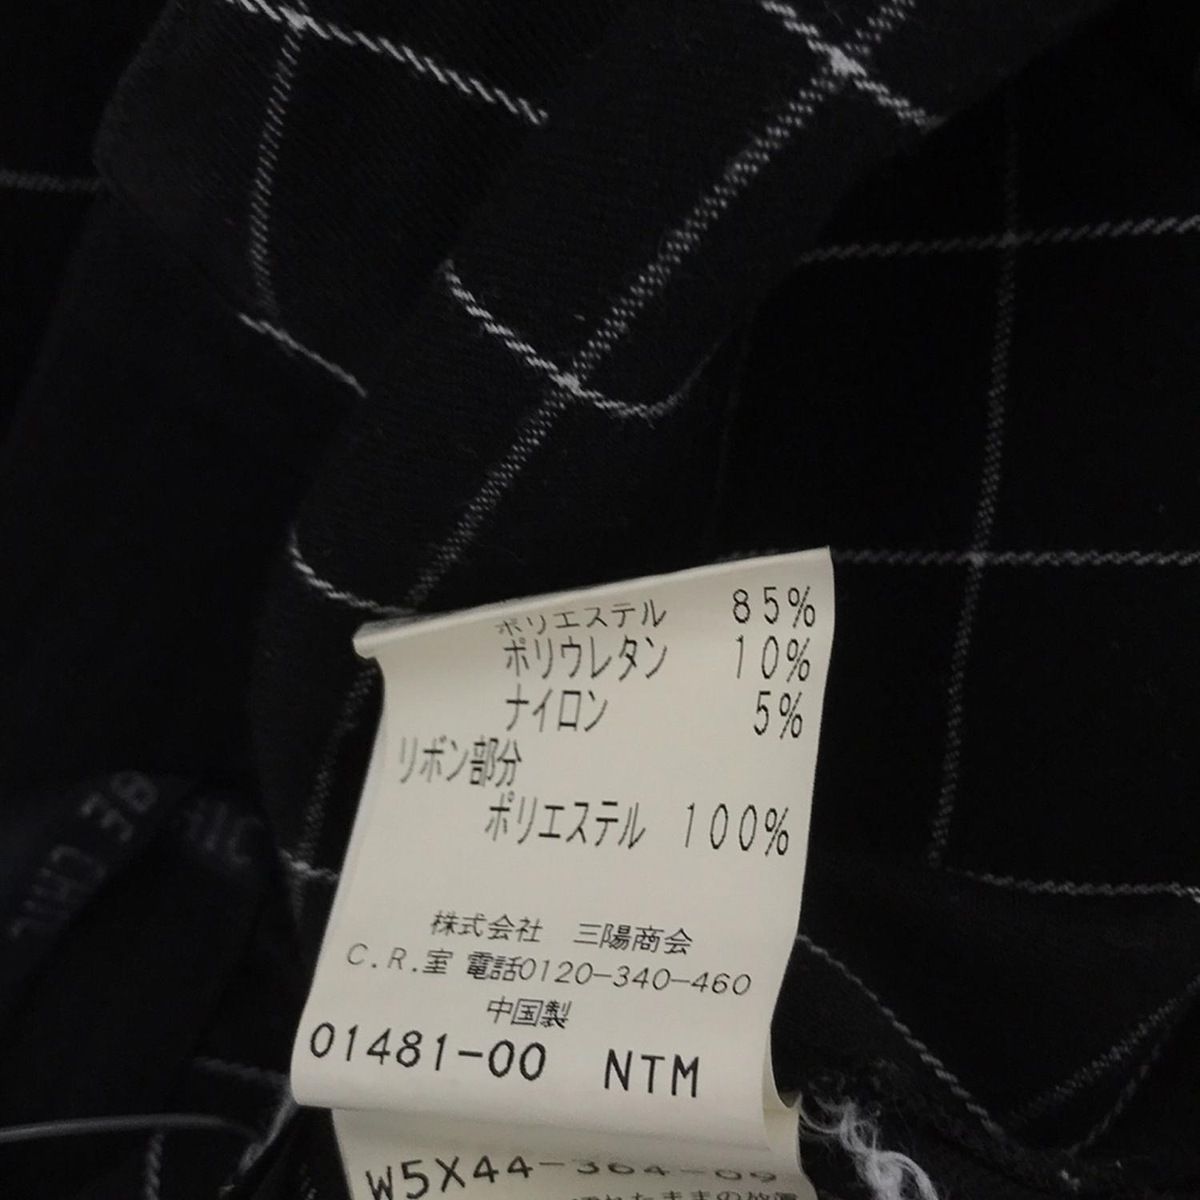 ポリエステル 85%
ポリウレタン 10%
ナイロン 5%
リボン部分
ポリエステル 100%
株式会社 三陽商会
C.R.室 電話0120-340-460
中国製
01481-00 NTM
W5X44-364-09